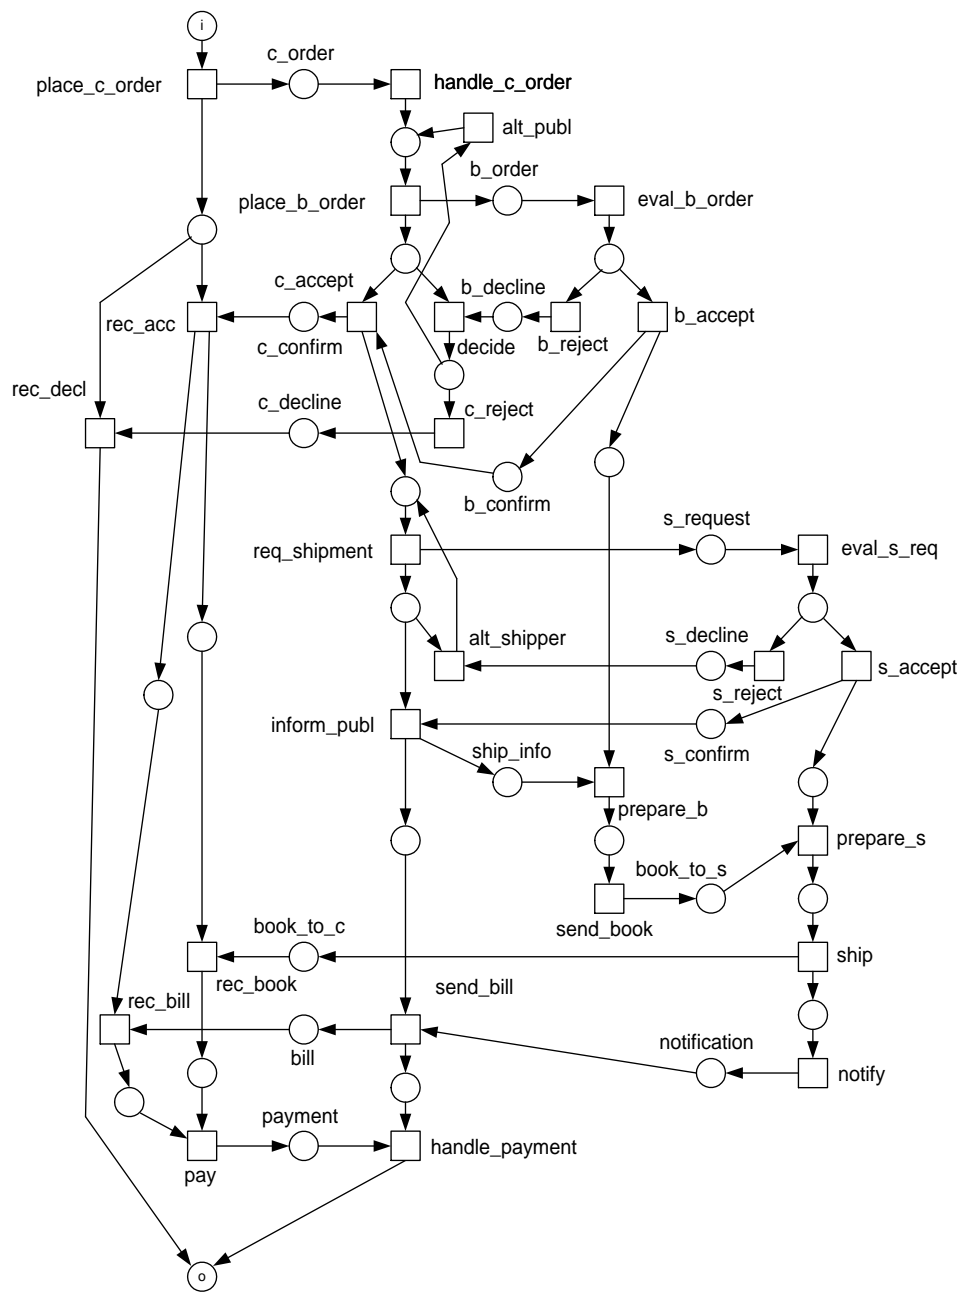 i
c_order
place_c_order
handle_c_order
alt_publ
b_order
place_b_order
eval_b_order
c_accept
b_decline
rec_acc
b_accept
c_confirm
decide
b_reject
rec_decl
c_decline
c_reject
b_confirm
s_request
req_shipment
eval_s_req
alt_shipper
s_decline
s_accept
s_reject
inform_publ
ship_info
s_confirm
prepare_b
prepare_s
book_to_s
book_to_c
send_book
ship
rec_book
send_bill
rec_bill
bill
notification
notify
payment
handle_payment
pay
o